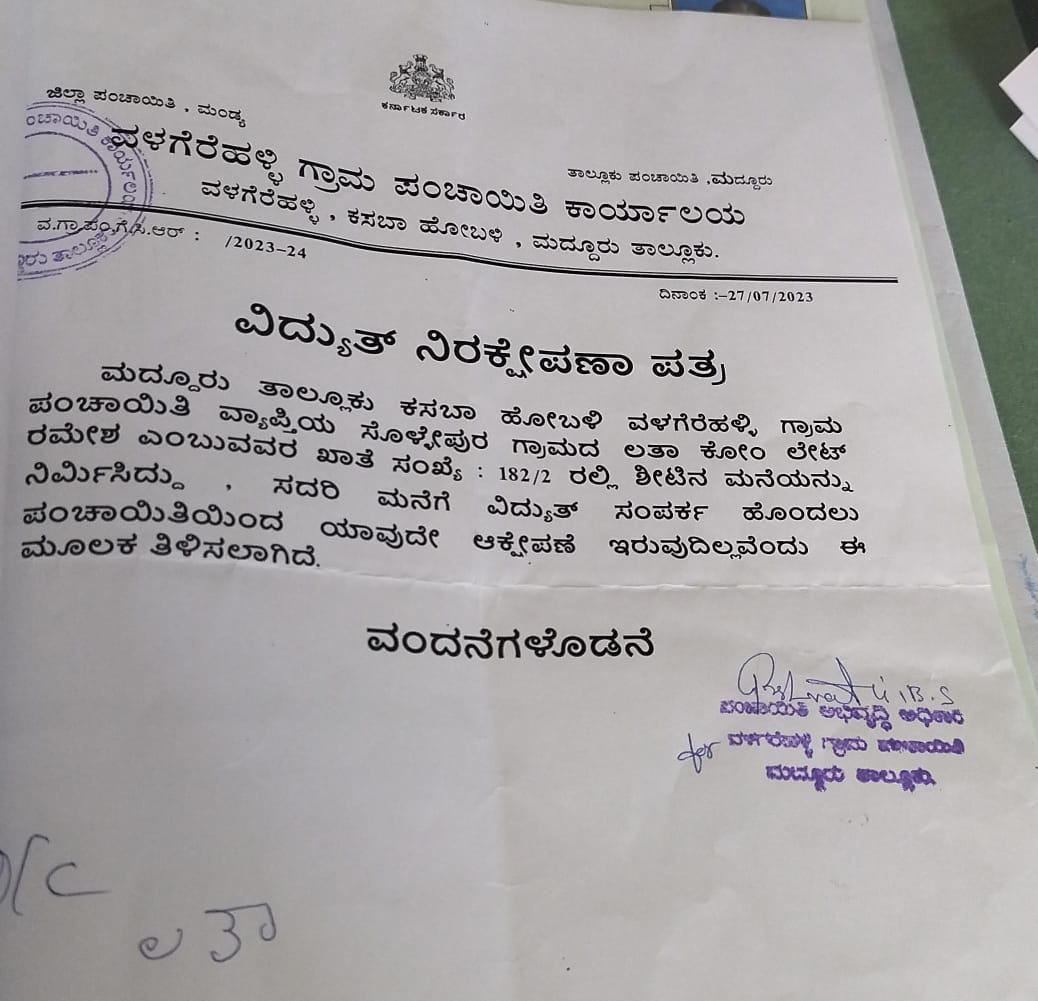 ಕರ್ನಾಟಕ ಸರ್ಕಾರ
ಜಿಲ್ಲಾ ಪಂಚಾಯಿತಿ , ಮಂಡ್ಯ
ತಾಲ್ಲೂಕು ಪಂಚಾಯಿತಿ ,ಮದ್ದೂರು
ವಳಗೆರೆಹಳ್ಳಿ ಗ್ರಾಮ ಪಂಚಾಯಿತಿ ಕಾರ್ಯಾಲಯ
ವಳಗೆರೆಹಳ್ಳಿ , ಕಸಬಾ ಹೋಬಳಿ , ಮದ್ದೂರು ತಾಲ್ಲೂಕು.
ವ.ಗ್ರಾ.ಪಂ.ಗೆ.ಸಿ.ಆರ್ : /2023-24
ದಿನಾಂಕ :-27/07/2023
ವಿದ್ಯುತ್ ನಿರಕ್ಷೇಪಣಾ ಪತ್ರ
ಮದ್ದೂರು ತಾಲ್ಲೂಕು ಕಸಬಾ ಹೋಬಳಿ ವಳಗೆರೆಹಳ್ಳಿ ಗ್ರಾಮ
ಪಂಚಾಯಿತಿ ವ್ಯಾಪ್ತಿಯ ಸೊಳ್ಳೇಪುರ ಗ್ರಾಮದ ಲತಾ ಕೋಂ ಲೇಟ್
ರಮೇಶ ಎಂಬುವವರ ಖಾತೆ ಸಂಖ್ಯೆ : 182/2 ರಲ್ಲಿ ಶೀಟಿನ ಮನೆಯನ್ನು
ನಿರ್ಮಿಸಿದ್ದು , ಸದರಿ ಮನೆಗೆ ವಿದ್ಯುತ್ ಸಂಪರ್ಕ ಹೊಂದಲು
ಪಂಚಾಯಿತಿಯಿಂದ ಯಾವುದೇ ಆಕ್ಷೇಪಣೆ ಇರುವುದಿಲ್ಲವೆಂದು ಈ
ಮೂಲಕ ತಿಳಿಸಲಾಗಿದೆ.
ವಂದನೆಗಳೊಡನೆ
ಪಂಚಾಯಿತಿ ಅಭಿವೃದ್ಧಿ ಅಧಿಕಾರಿ
for ವಳಗೆರೆಹಳ್ಳಿ ಗ್ರಾಮ ಪಂಚಾಯಿತಿ
ಮದ್ದೂರು ತಾಲ್ಲೂಕು
ಲತಾ